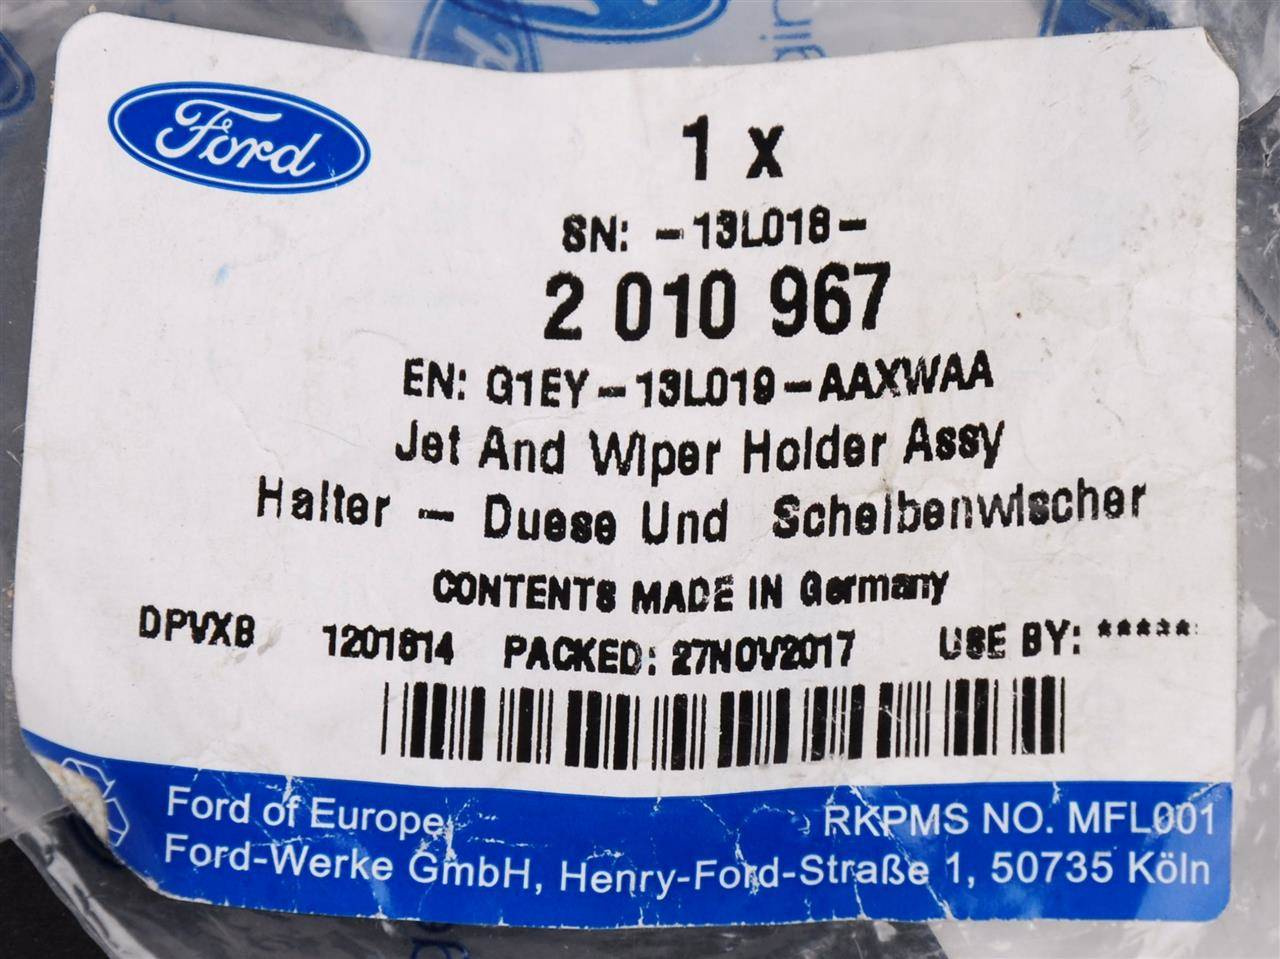 Ford
1 x
SN: -13L018-
2 010 967
EN: G1EY-13L019-AAXWAA
Jet And Wiper Holder Assy
Halter - Duese Und Scheibenwischer
CONTENTS MADE IN Germany
DPVXB 1201814 PACKED: 27NOV2017 USE BY: *****
Ford of Europe
RKPMS NO. MFL001
Ford-Werke GmbH, Henry-Ford-Straße 1, 50735 Köln